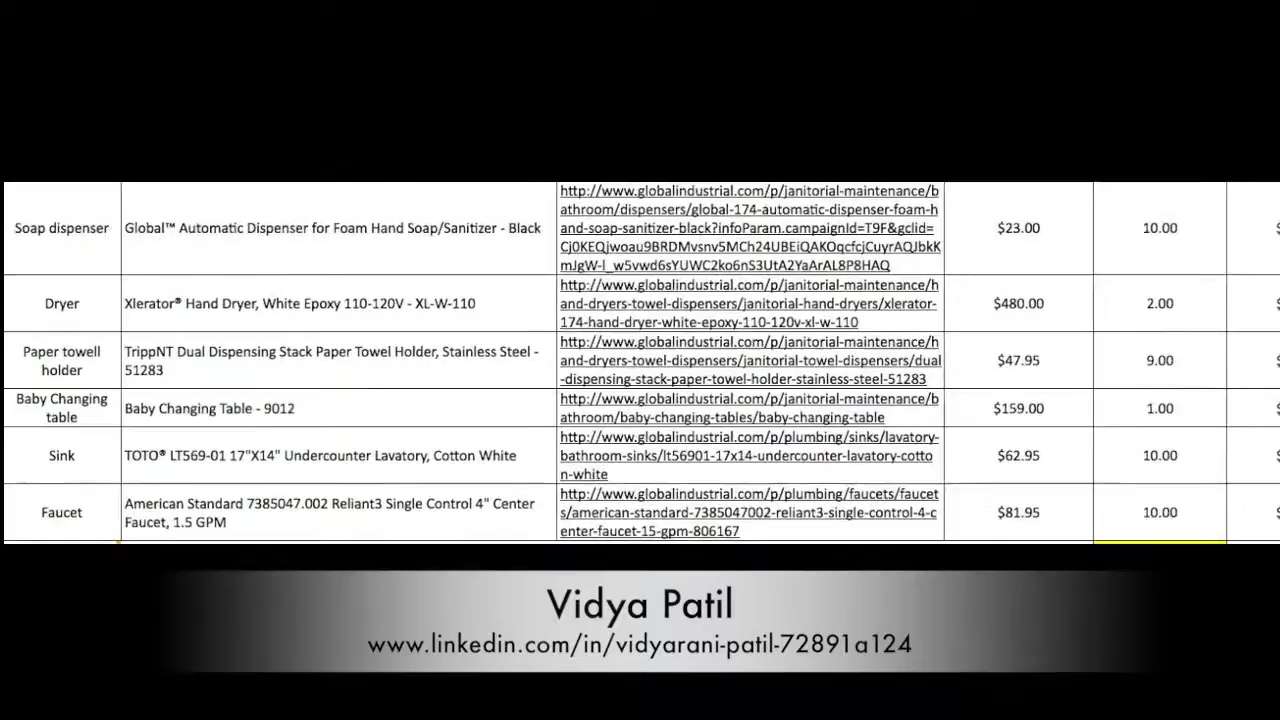 Soap dispenser
Global™ Automatic Dispenser for Foam Hand Soap/Sanitizer - Black
http://www.globalindustrial.com/p/janitorial-maintenance/b
athroom/dispensers/global-174-automatic-dispenser-foam-h
and-soap-sanitizer-black?infoParam.campaignId=T9F&gclid=
Cj0KEQjwoau9BRDMvsnv5MCh24UBEiQAKOqcfcjCuyrAQJbkK
mJgW-l_w5vwd6sYUWC2ko6nS3UtA2YaArAL8P8HAQ
$23.00
10.00
$
Dryer
Xlerator® Hand Dryer, White Epoxy 110-120V - XL-W-110
http://www.globalindustrial.com/p/janitorial-maintenance/h
and-dryers-towel-dispensers/janitorial-hand-dryers/xlerator-
174-hand-dryer-white-epoxy-110-120v-xl-w-110
$480.00
2.00
$
Paper towell
holder
TrippNT Dual Dispensing Stack Paper Towel Holder, Stainless Steel -
51283
http://www.globalindustrial.com/p/janitorial-maintenance/h
and-dryers-towel-dispensers/janitorial-towel-dispensers/dual
-dispensing-stack-paper-towel-holder-stainless-steel-51283
$47.95
9.00
$
Baby Changing
table
Baby Changing Table - 9012
http://www.globalindustrial.com/p/janitorial-maintenance/b
athroom/baby-changing-tables/baby-changing-table
$159.00
1.00
$
Sink
TOTO® LT569-01 17"X14" Undercounter Lavatory, Cotton White
http://www.globalindustrial.com/p/plumbing/sinks/lavatory-
bathroom-sinks/lt56901-17x14-undercounter-lavatory-cotto
n-white
$62.95
10.00
$
Faucet
American Standard 7385047.002 Reliant3 Single Control 4" Center
Faucet, 1.5 GPM
http://www.globalindustrial.com/p/plumbing/faucets/faucet
s/american-standard-7385047002-reliant3-single-control-4-c
enter-faucet-15-gpm-806167
$81.95
10.00
$
Vidya Patil
www.linkedin.com/in/vidyarani-patil-72891a124